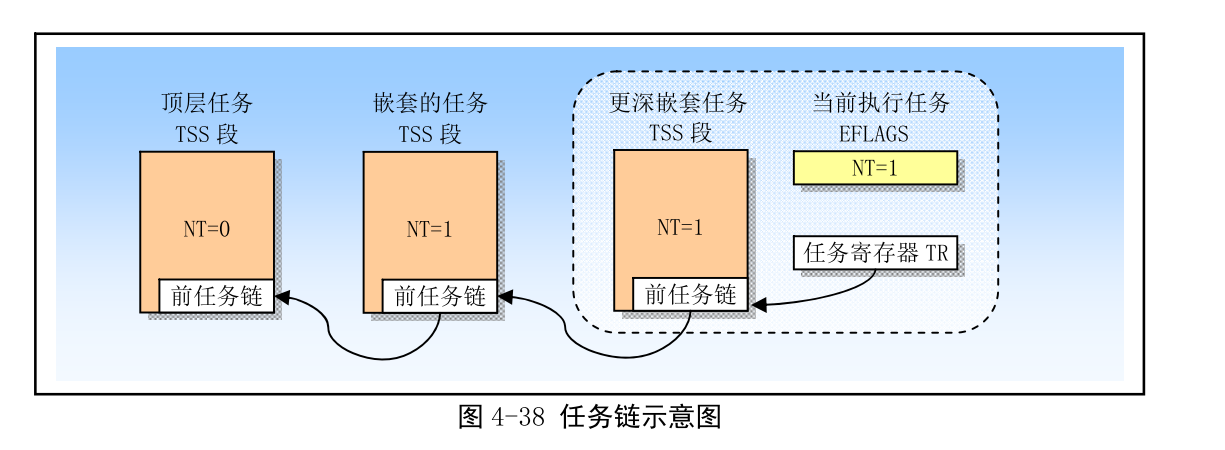 顶层任务
TSS 段
NT=0
前任务链
嵌套的任务
TSS 段
NT=1
前任务链
更深嵌套任务
TSS 段
NT=1
前任务链
当前执行任务
EFLAGS
NT=1
任务寄存器 TR
图 4-38 任务链示意图